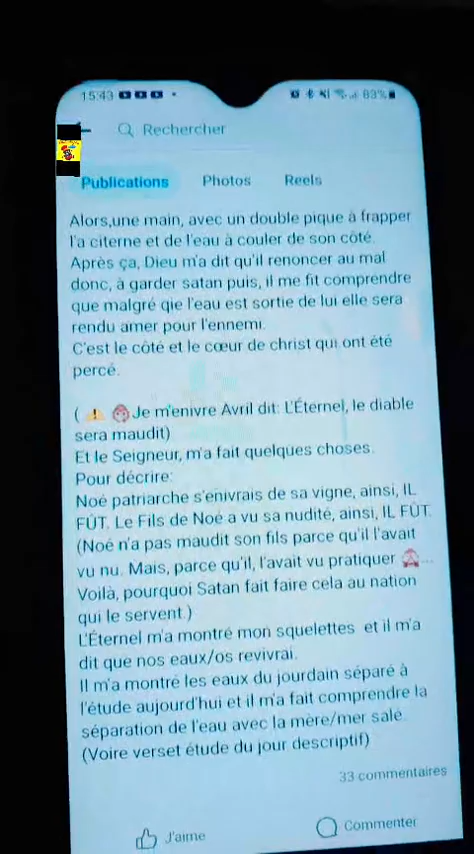 15:43
83%
Rechercher
Publications Photos Reels
Alors,une main, avec un double pique à frapper
l'a citerne et de l'eau à couler de son côté.
Après ça, Dieu m'a dit qu'il renoncer au mal
donc, à garder satan puis, il me fit comprendre
que malgré qie l'eau est sortie de lui elle sera
rendu amer pour l'ennemi.
C'est le côté et le cœur de christ qui ont été
percé.
( ⚠️ Je m'enivre Avril dit: L'Éternel, le diable
sera maudit)
Et le Seigneur, m'a fait quelques choses.
Pour décrire:
Noé patriarche s'enivrais de sa vigne, ainsi, IL
FÛT. Le Fils de Noé a vu sa nudité, ainsi, IL FÛT.
(Noé n'a pas maudit son fils parce qu'il l'avait
vu nu. Mais, parce qu'il, l'avait vu pratiquer ...
Voilà, pourquoi Satan fait faire cela au nation
qui le servent.)
L'Éternel m'a montré mon squelettes et il m'a
dit que nos eaux/os revivrai.
Il m'a montré les eaux du jourdain séparé à
l'étude aujourd'hui et il m'a fait comprendre la
séparation de l'eau avec la mère/mer salé.
(Voire verset étude du jour descriptif)
33 commentaires
J'aime Commenter